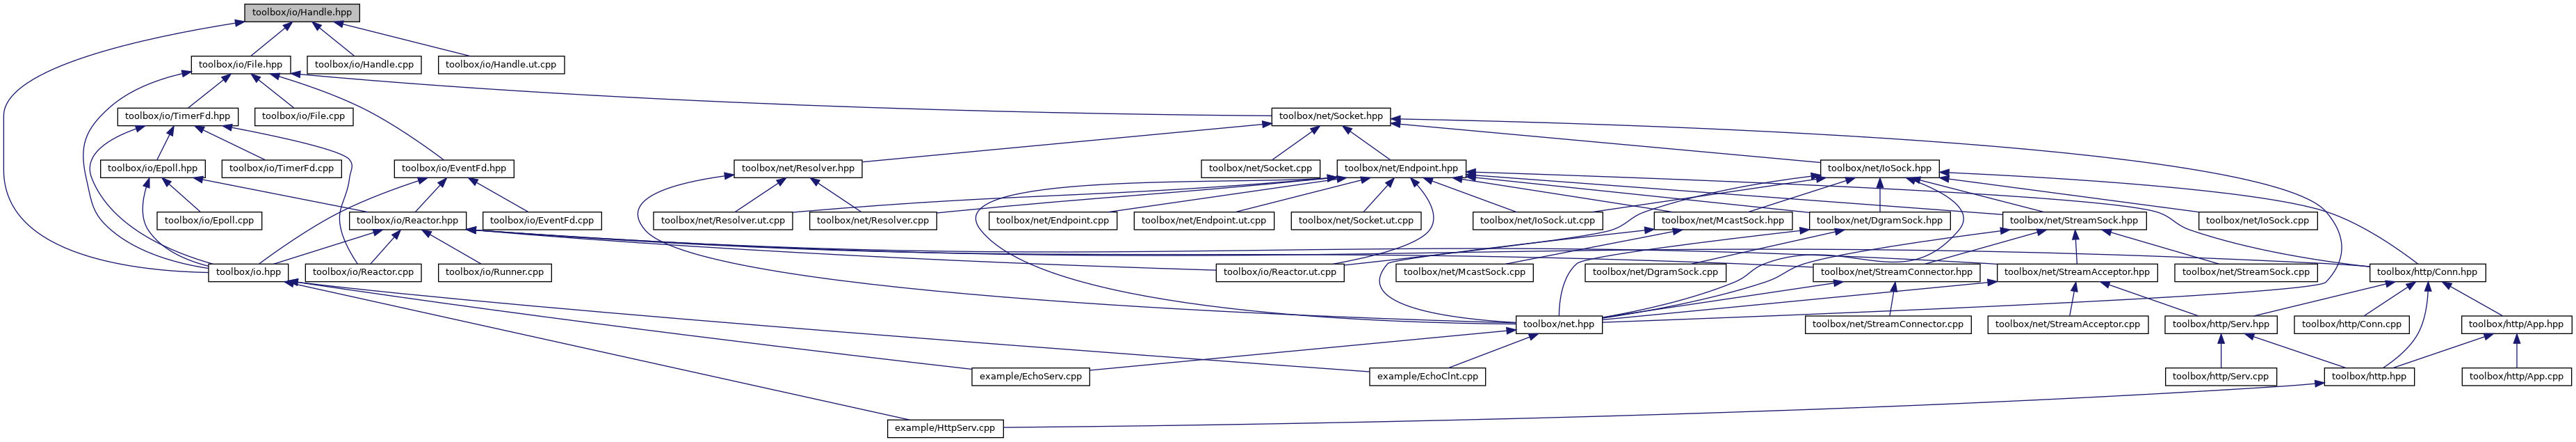 toolbox/io/Handle.hpp
toolbox/io/File.hpp
toolbox/io/Handle.cpp
toolbox/io/Handle.ut.cpp
toolbox/io/TimerFd.hpp
toolbox/io/File.cpp
toolbox/net/Socket.hpp
toolbox/io/Epoll.hpp
toolbox/io/TimerFd.cpp
toolbox/io/EventFd.hpp
toolbox/net/Resolver.hpp
toolbox/net/Socket.cpp
toolbox/net/Endpoint.hpp
toolbox/net/IoSock.hpp
toolbox/io/Epoll.cpp
toolbox/io/Reactor.hpp
toolbox/io/EventFd.cpp
toolbox/net/Resolver.ut.cpp
toolbox/net/Resolver.cpp
toolbox/net/Endpoint.cpp
toolbox/net/Endpoint.ut.cpp
toolbox/net/Socket.ut.cpp
toolbox/net/IoSock.ut.cpp
toolbox/net/McastSock.hpp
toolbox/net/DgramSock.hpp
toolbox/net/StreamSock.hpp
toolbox/net/IoSock.cpp
toolbox/io.hpp
toolbox/io/Reactor.cpp
toolbox/io/Runner.cpp
toolbox/io/Reactor.ut.cpp
toolbox/net/McastSock.cpp
toolbox/net/DgramSock.cpp
toolbox/net/StreamConnector.hpp
toolbox/net/StreamAcceptor.hpp
toolbox/net/StreamSock.cpp
toolbox/http/Conn.hpp
toolbox/net.hpp
toolbox/net/StreamConnector.cpp
toolbox/net/StreamAcceptor.cpp
toolbox/http/Serv.hpp
toolbox/http/Conn.cpp
toolbox/http/App.hpp
example/EchoServ.cpp
example/EchoClnt.cpp
toolbox/http/Serv.cpp
toolbox/http.hpp
toolbox/http/App.cpp
example/HttpServ.cpp